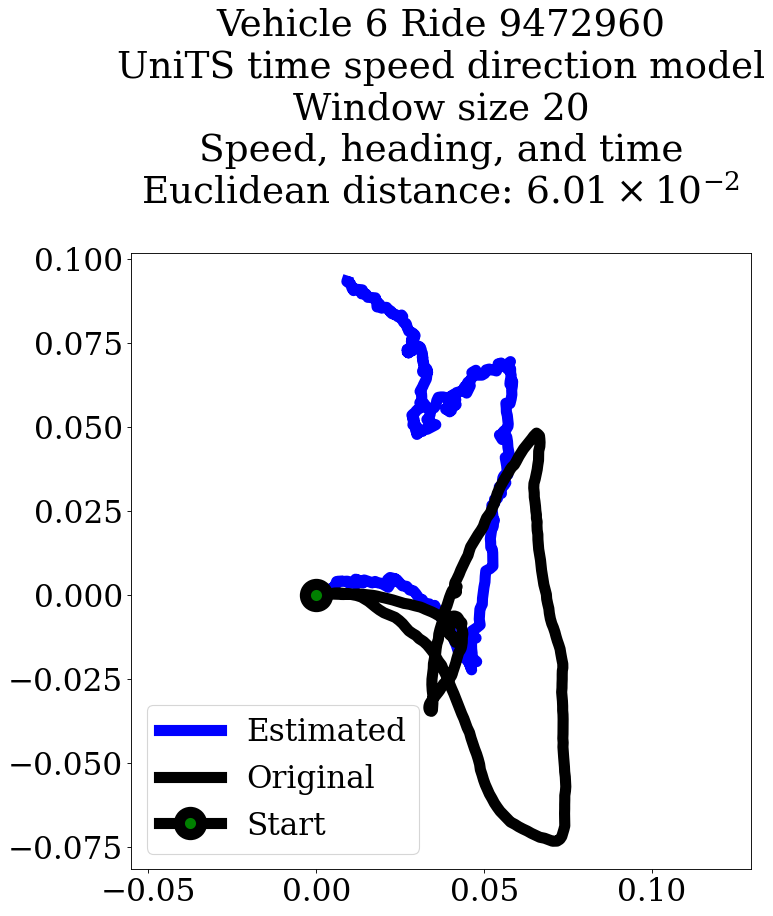 Vehicle 6 Ride 9472960
UniTS time speed direction model
Window size 20
Speed, heading, and time
Euclidean distance: 6.01 × 10⁻²
0.100
0.075
0.050
0.025
0.000
−0.025
−0.050
−0.075
Estimated
Original
Start
−0.05 0.00 0.05 0.10